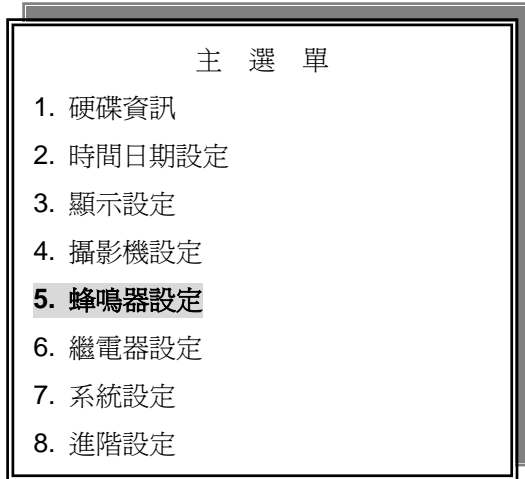 主 選 單
1. 硬碟資訊
2. 時間日期設定
3. 顯示設定
4. 攝影機設定
5. 蜂鳴器設定
6. 繼電器設定
7. 系統設定
8. 進階設定